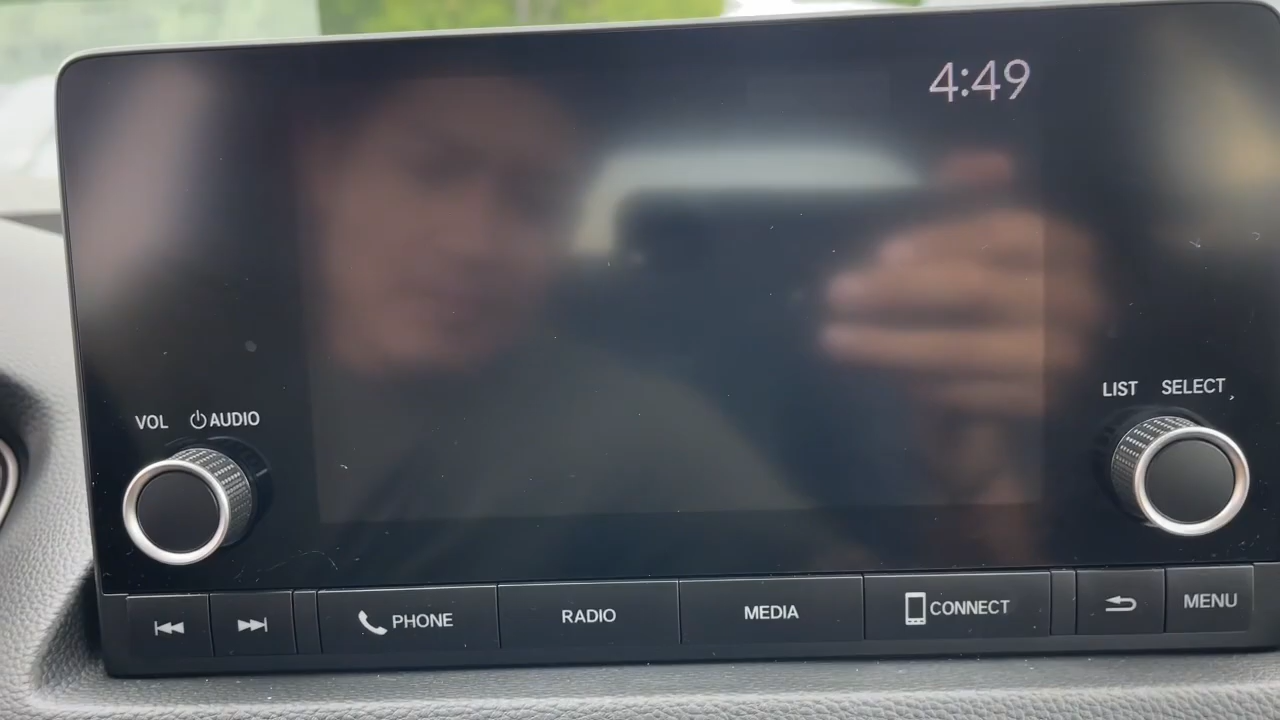 4:49
VOL AUDIO
LIST SELECT
PHONE
RADIO
MEDIA
CONNECT
MENU